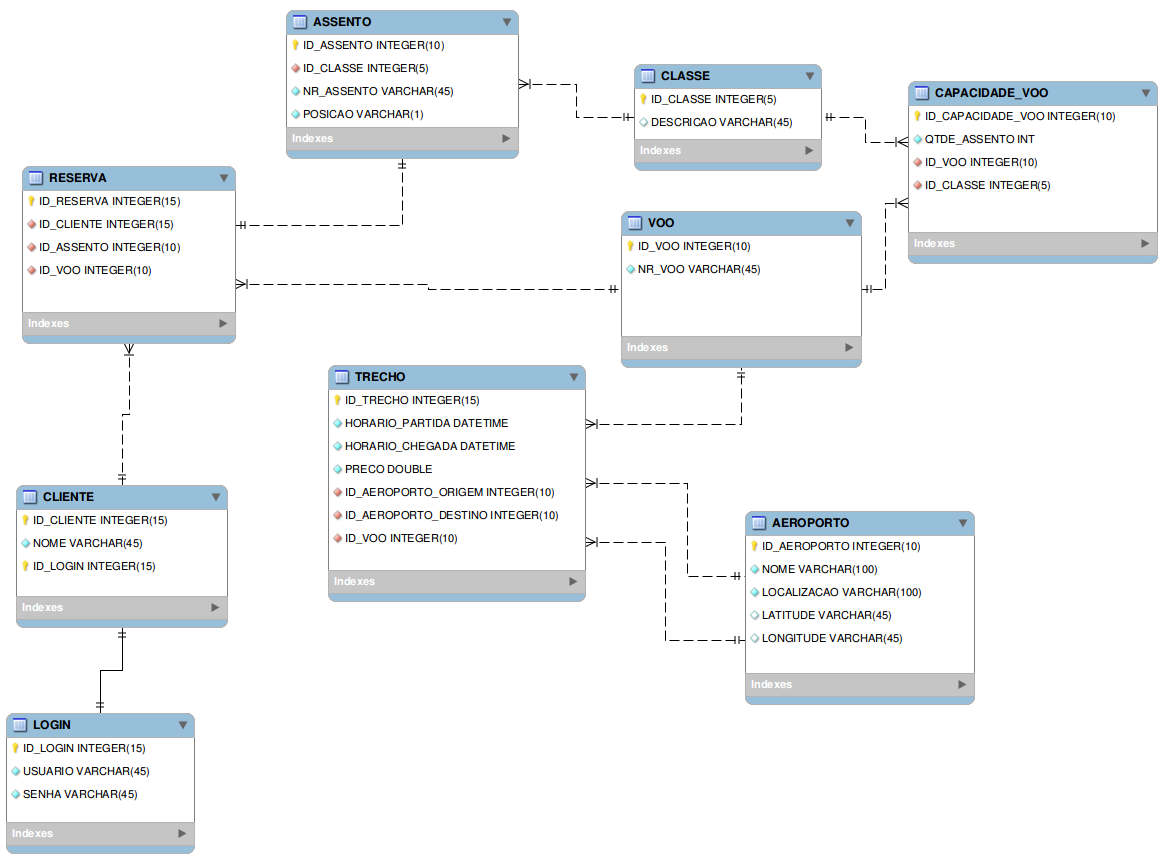 ASSENTO
ID_ASSENTO INTEGER(10)
ID_CLASSE INTEGER(5)
NR_ASSENTO VARCHAR(45)
POSICAO VARCHAR(1)
Indexes
CLASSE
ID_CLASSE INTEGER(5)
DESCRICAO VARCHAR(45)
Indexes
CAPACIDADE_VOO
ID_CAPACIDADE_VOO INTEGER(10)
QTDE_ASSENTO INT
ID_VOO INTEGER(10)
ID_CLASSE INTEGER(5)
Indexes
RESERVA
ID_RESERVA INTEGER(15)
ID_CLIENTE INTEGER(15)
ID_ASSENTO INTEGER(10)
ID_VOO INTEGER(10)
Indexes
VOO
ID_VOO INTEGER(10)
NR_VOO VARCHAR(45)
Indexes
TRECHO
ID_TRECHO INTEGER(15)
HORARIO_PARTIDA DATETIME
HORARIO_CHEGADA DATETIME
PRECO DOUBLE
ID_AEROPORTO_ORIGEM INTEGER(10)
ID_AEROPORTO_DESTINO INTEGER(10)
ID_VOO INTEGER(10)
Indexes
CLIENTE
ID_CLIENTE INTEGER(15)
NOME VARCHAR(45)
ID_LOGIN INTEGER(15)
Indexes
AEROPORTO
ID_AEROPORTO INTEGER(10)
NOME VARCHAR(100)
LOCALIZACAO VARCHAR(100)
LATITUDE VARCHAR(45)
LONGITUDE VARCHAR(45)
Indexes
LOGIN
ID_LOGIN INTEGER(15)
USUARIO VARCHAR(45)
SENHA VARCHAR(45)
Indexes